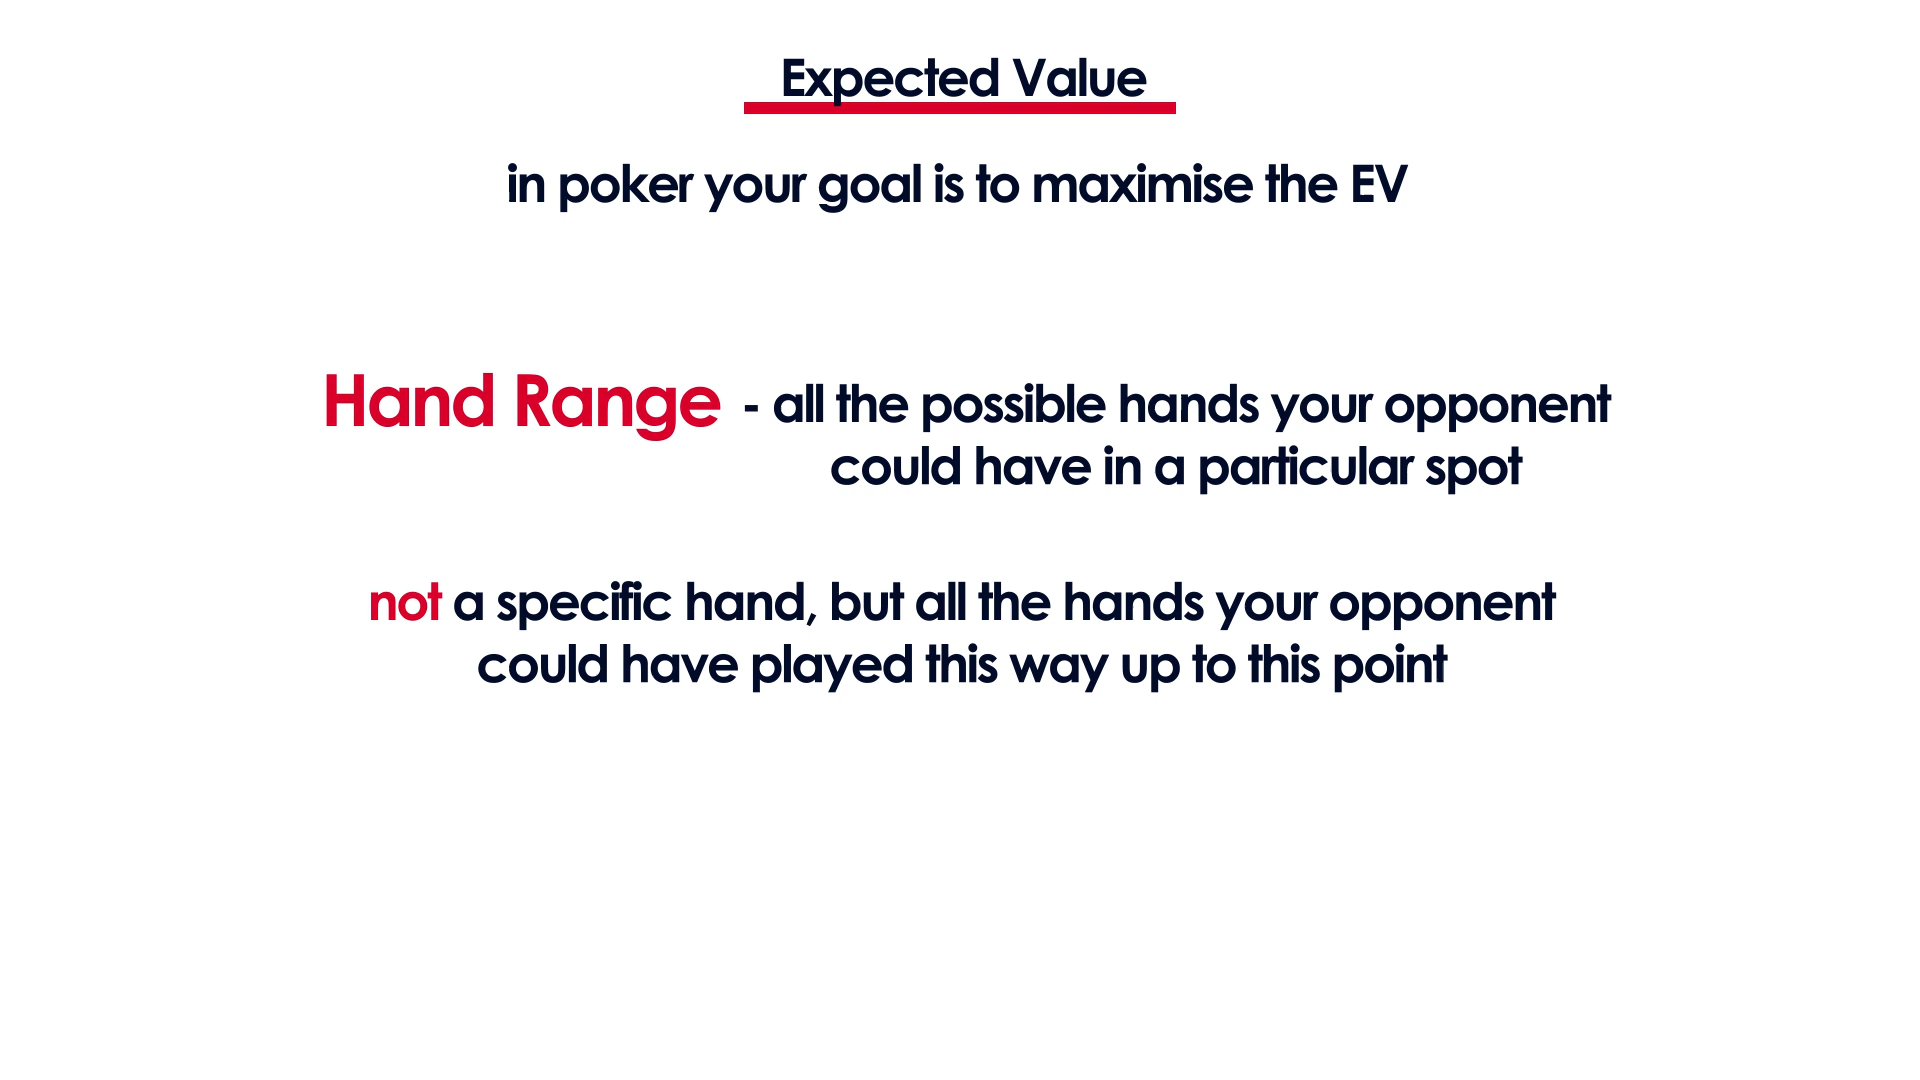 Expected Value
in poker your goal is to maximise the EV
Hand Range - all the possible hands your opponent
could have in a particular spot
not a specific hand, but all the hands your opponent
could have played this way up to this point